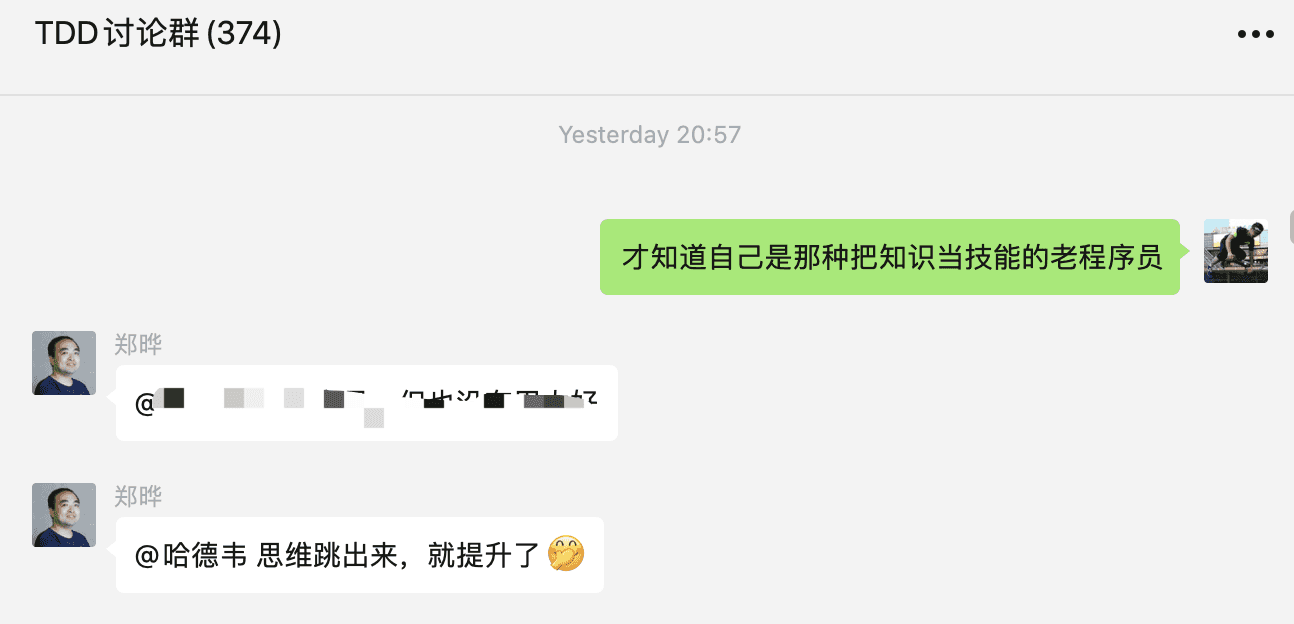 TDD讨论群(374)
Yesterday 20:57
才知道自己是那种把知识当技能的老程序员
郑晔
@
郑晔
@哈德韦 思维跳出来，就提升了